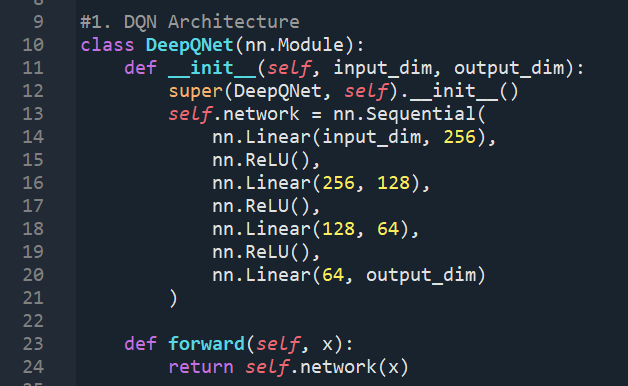 9 #1. DQN Architecture
10 class DeepQNet(nn.Module):
11     def __init__(self, input_dim, output_dim):
12         super(DeepQNet, self).__init__()
13         self.network = nn.Sequential(
14             nn.Linear(input_dim, 256),
15             nn.ReLU(),
16             nn.Linear(256, 128),
17             nn.ReLU(),
18             nn.Linear(128, 64),
19             nn.ReLU(),
20             nn.Linear(64, output_dim)
21         )
22
23     def forward(self, x):
24         return self.network(x)